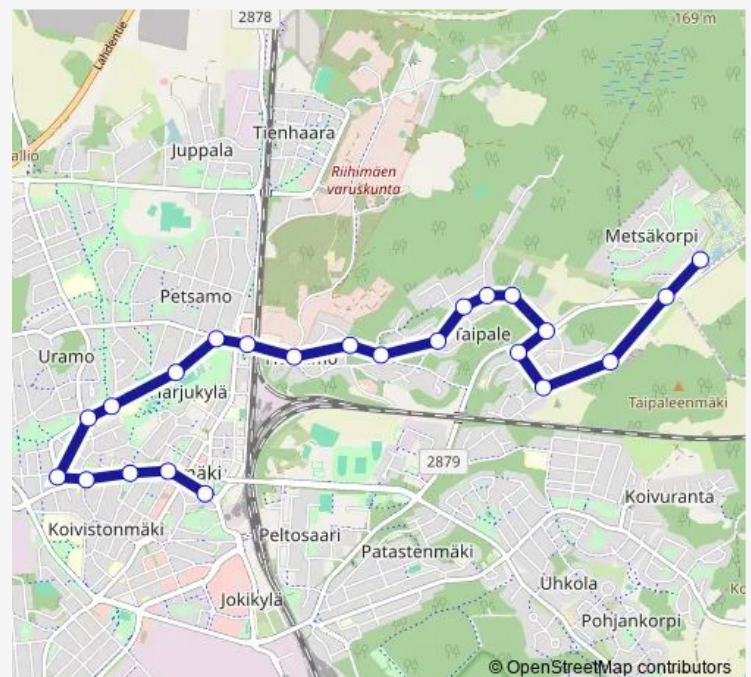 2878
169 m
Lahdentie
Tienhaara
Juppala
Riihimäen
varuskunta
Metsäkorpi
Petsamo
Taipale
Uramo
Taipaleenmäki
2879
Koivuranta
Koivistonmäki
Peltosaari
Patastenmäki
Uhkola
Jokikylä
Pohjankorpi
© OpenStreetMap contributors